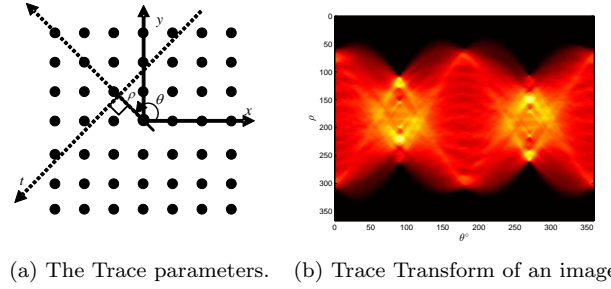 y
x
ρ
θ
t
0
50
100
150
200
250
300
350
ρ
0 50 100 150 200 250 300 350
θ°
(a) The Trace parameters. (b) Trace Transform of an image